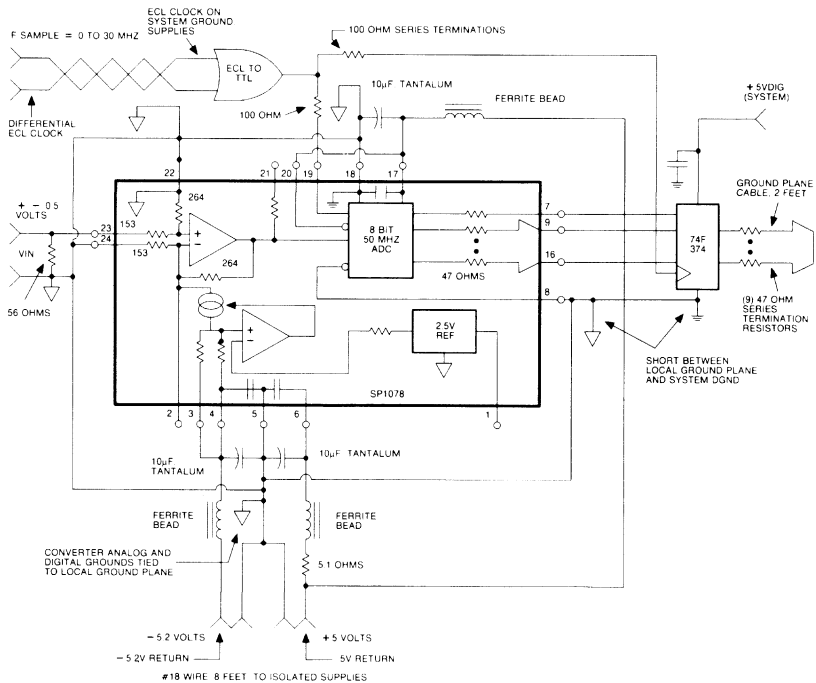 F SAMPLE = 0 TO 30 MHZ
ECL CLOCK ON
SYSTEM GROUND
SUPPLIES
100 OHM SERIES TERMINATIONS
ECL TO
TTL
DIFFERENTIAL
ECL CLOCK
100 OHM
10µF TANTALUM
FERRITE BEAD
+ 5VDIG
(SYSTEM)
22
21
20
19
18
17
+ - 05
VOLTS
23
24
153
153
264
264
+
-
VIN
56 OHMS
8 BIT
50 MHZ
ADC
47 OHMS
7
9
16
8
74F
374
GROUND PLANE
CABLE, 2 FEET
(9) 47 OHM
SERIES
TERMINATION
RESISTORS
SHORT BETWEEN
LOCAL GROUND PLANE
AND SYSTEM DGND
+
-
2.5V
REF
SP1078
2
3
4
5
6
1
10µF
TANTALUM
10µF TANTALUM
FERRITE
BEAD
FERRITE
BEAD
CONVERTER ANALOG AND
DIGITAL GROUNDS TIED
TO LOCAL GROUND PLANE
5.1 OHMS
- 5 2 VOLTS
+ 5 VOLTS
- 5 2V RETURN
5V RETURN
#18 WIRE 8 FEET TO ISOLATED SUPPLIES